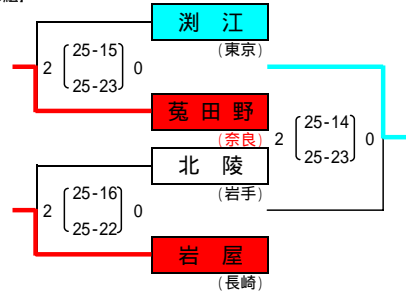 渕 江
(東京)
25-15
2 0
25-23
菟 田 野
(奈良)
25-14
2 0
25-23
北 陵
(岩手)
25-16
2 0
25-22
岩 屋
(長崎)